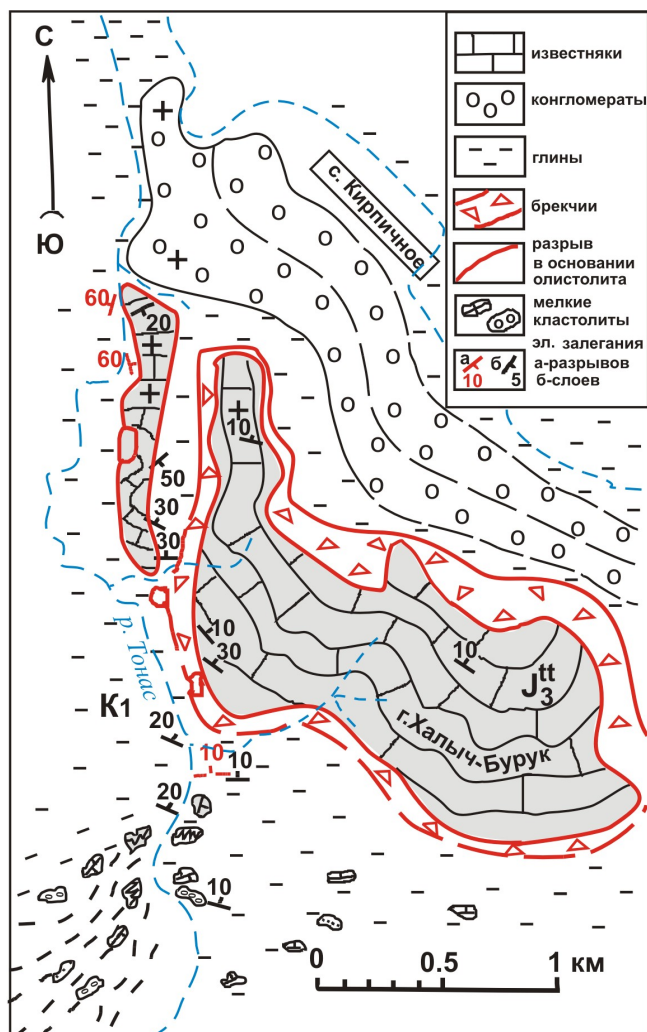 С
Ю
известняки
конгломераты
глины
брекчии
разрыв
в основании
олистолита
мелкие
кластолиты
эл. залегания
а б а-разрывов
10 5 б-слоев
с. Кирпичное
60
20
60
10
50
30
30
10
30
10
J₃ᵗᵗ
р. Тонас
К1
г.Халыч-Бурук
20
10
10
20
10
0 0.5 1 км